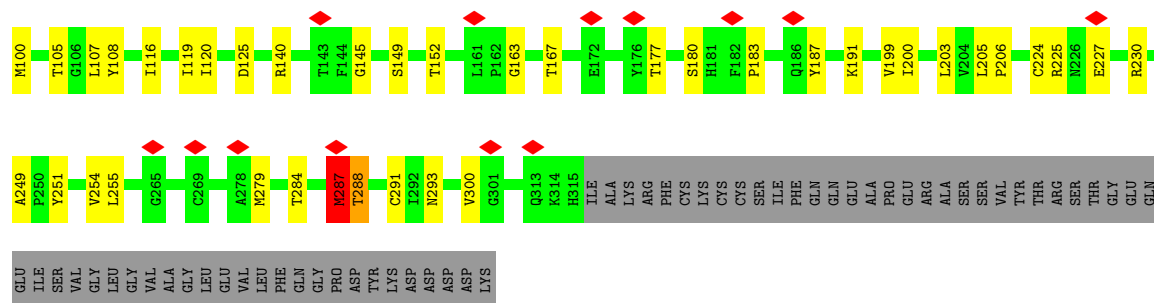 M100 T105 G106 L107 Y108 I116 I119 I120 D125 R140 T143 F144 G145 S149 T152 L161 P162 G163 T167 E172 Y176 T177 S180 H181 F182 P183 Q186 Y187 K191 V199 I200 L203 V204 L205 P206 C224 R225 N226 E227 R230
A249 P250 Y251 V254 L255 G265 C269 A278 M279 T284 M287 T288 C291 I292 N293 V300 G301 Q313 K314 H315 ILE ALA LYS ARG PHE CYS LYS CYS CYS SER ILE PHE GLN GLN GLU ALA PRO GLU ARG ALA SER SER VAL TYR THR ARG SER THR GLY GLU GLN
GLU ILE SER VAL GLY LEU GLY VAL ALA GLY LEU GLU VAL LEU PHE GLN GLY PRO ASP TYR LYS ASP ASP ASP ASP LYS